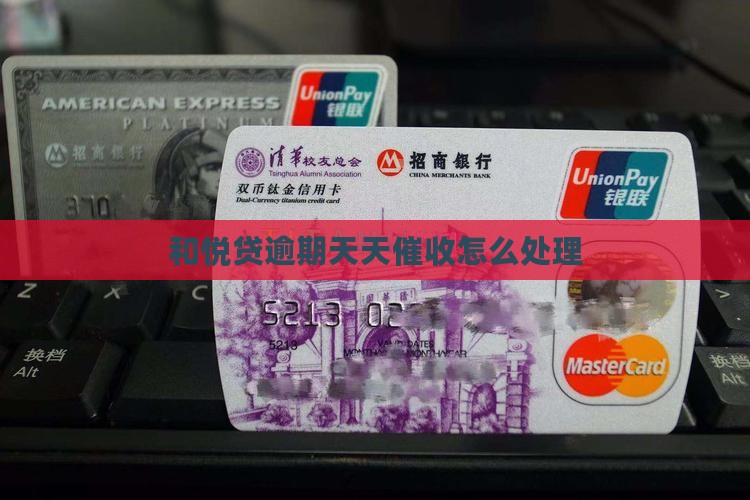 AMERICAN EXPRESS
PLATINUM
招商银行
370
UnionPay
银联
清华校友总会
Tsinghua Alumni Association
招商银行
CHINA MERCHANTS BANK
双币钛金信用卡
Dual-Currency titanium credit card
UnionPay
银联
和悦贷逾期天天催收怎么处理
5213 02
5213
MasterCard
换档
Alt
换档
Alt